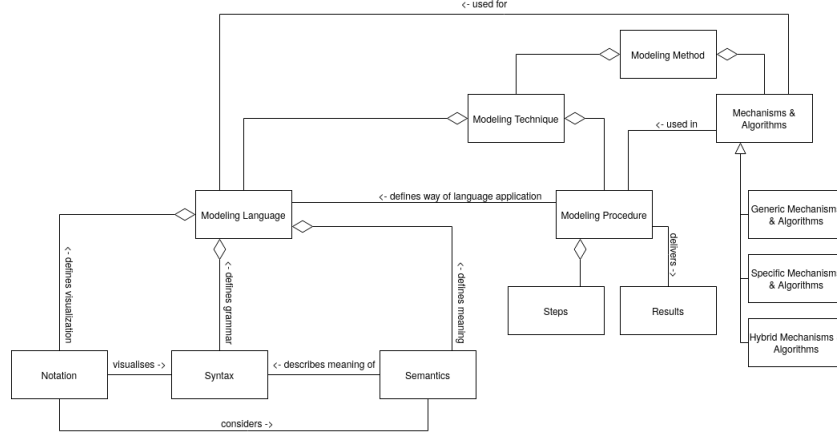 <- used for
Modeling Method
Mechanisms &
Algorithms
Modeling Technique
<- used in
<- defines way of language application
Modeling Language
Modeling Procedure
Generic Mechanism
& Algorithms
<- defines visualization
<- defines grammar
<- defines meaning
delivers ->
Specific Mechanism
& Algorithms
Steps
Results
Hybrid Mechanisms
Algorithms
Notation
visualises ->
Syntax
<- describes meaning of
Semantics
considers ->